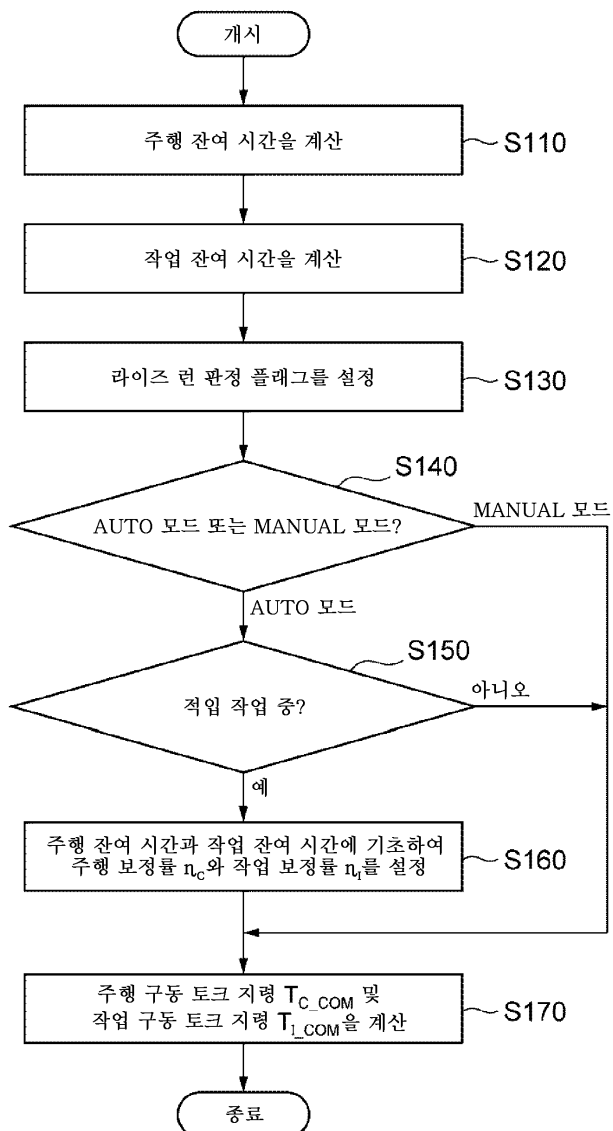 개시
주행 잔여 시간을 계산
S110
작업 잔여 시간을 계산
S120
라이즈 런 판정 플래그를 설정
S130
S140
AUTO 모드 또는 MANUAL 모드?
MANUAL 모드
AUTO 모드
S150
적입 작업 중?
아니오
예
주행 잔여 시간과 작업 잔여 시간에 기초하여
주행 보정률 η_C와 작업 보정률 η_I를 설정
S160
주행 구동 토크 지령 T_C_COM 및
작업 구동 토크 지령 T_I_COM을 계산
S170
종료